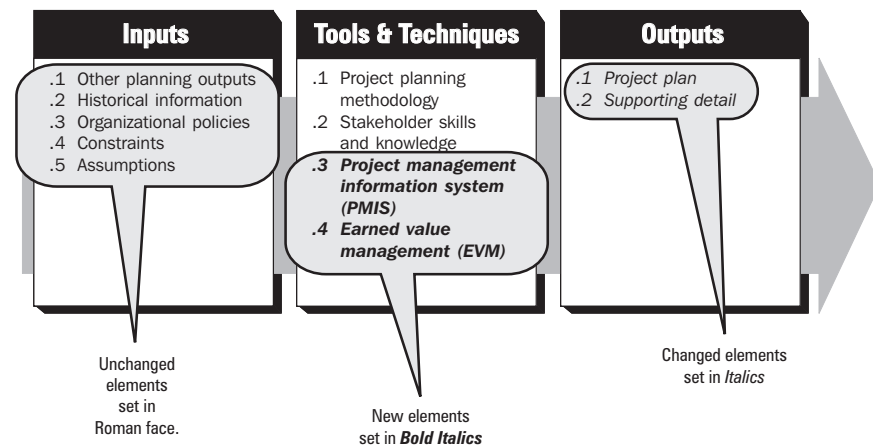 Inputs
.1 Other planning outputs
.2 Historical information
.3 Organizational policies
.4 Constraints
.5 Assumptions
Tools & Techniques
.1 Project planning
methodology
.2 Stakeholder skills
and knowledge
.3 Project management
information system
(PMIS)
.4 Earned value
management (EVM)
Outputs
.1 Project plan
.2 Supporting detail
Unchanged
elements
set in
Roman face.
New elements
set in Bold Italics
Changed elements
set in Italics